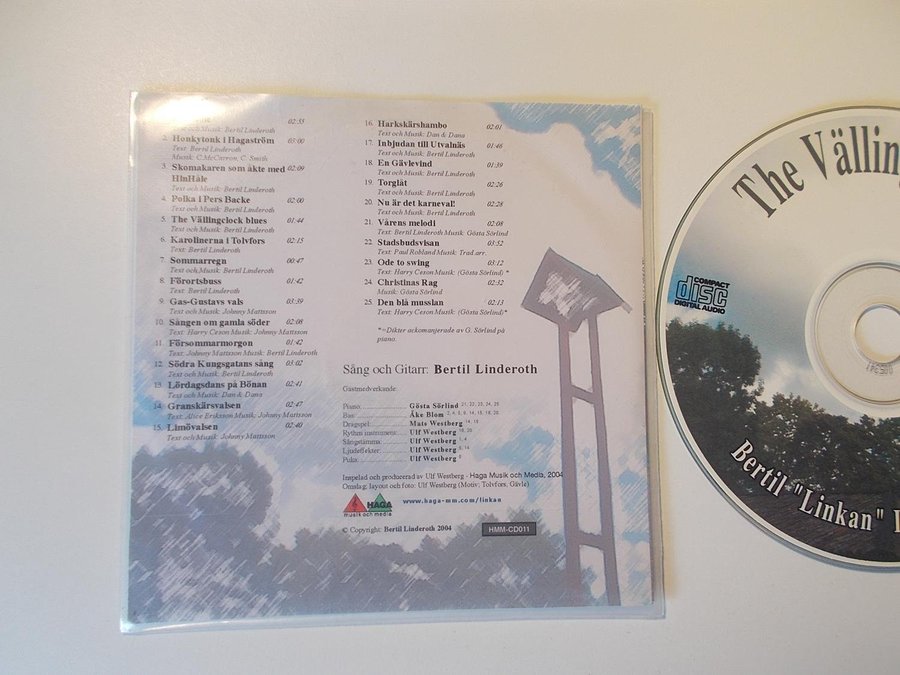 02:55
Text och Musik: Bertil Linderoth
2. Honkytonk i Hagaström 03:00
Text: Bertil Linderoth
Musik: C.McCarron, C. Smith
3. Skomakaren som åkte med 02:09
HinHåle
Text och Musik: Bertil Linderoth
4. Polka i Pers Backe 02:00
Text och Musik: Bertil Linderoth
5. The Vällingclock blues 01:44
Text och Musik: Bertil Linderoth
6. Karolinerna i Tolvfors 02:15
Text: Bertil Linderoth
7. Sommarregn 00:47
Text och Musik: Bertil Linderoth
8. Förortsbuss 01:42
Text: Bertil Linderoth
9. Gas-Gustavs vals 03:39
Text och Musik: Johnny Mattsson
10. Sången om gamla söder 02:08
Text: Harry Ceson Musik: Johnny Mattsson
11. Försommarmorgon 01:42
Text: Johnny Mattsson Musik: Bertil Linderoth
12. Södra Kungsgatans sång 03:02
Text och Musik: Bertil Linderoth
13. Lördagsdans på Bönan 02:41
Text och Musik: Dan & Dana
14. Granskärsvalsen 02:47
Text: Alice Eriksson Musik: Johnny Mattsson
15. Limövalsen 02:40
Text och Musik: Johnny Mattsson
16. Harkskärshambo 02:01
Text och Musik: Dan & Dana
17. Inbjudan till Utvalnäs 01:46
Text och Musik: Bertil Linderoth
18. En Gävlevind 01:39
Text och Musik: Bertil Linderoth
19. Torglåt 02:26
Text och Musik: Bertil Linderoth
20. Nu är det karneval! 02:28
Text och Musik: Bertil Linderoth
21. Vårens melodi 02:08
Text: Bertil Linderoth Musik: Gösta Sörlind
22. Stadsbudsvisan 03:52
Text: Paul Robland Musik: Trad arr.
23. Ode to swing 03:12
Text: Harry Ceson Musik: (Gösta Sörlind) *
24. Christinas Rag 02:32
Musik: Gösta Sörlind
25. Den blå musslan 02:13
Text: Harry Ceson Musik: (Gösta Sörlind)*
*=Dikter ackomanjerade av G. Sörlind på
piano.
Sång och Gitarr: Bertil Linderoth
Gästmedverkande:
Piano: Gösta Sörlind
Bas: Åke Blom
Dragspel: Mats Westberg
Rythm instrument: Ulf Westberg
Sångstämma: Ulf Westberg
Ljudeffekter: Ulf Westberg
Puka: Ulf Westberg
Inspelad och producerad av Ulf Westberg - Haga Musik och Media, 2004
Omslag: layout och foto: Ulf Westberg (Motiv: Tolvfors, Gävle)
HAGA
musik och media
www.haga-mm.com/linkan
© Copyright: Bertil Linderoth 2004
HMM-CD011
The Vällin
COMPACT
disc
DIGITAL AUDIO
Bertil "Linkan" L